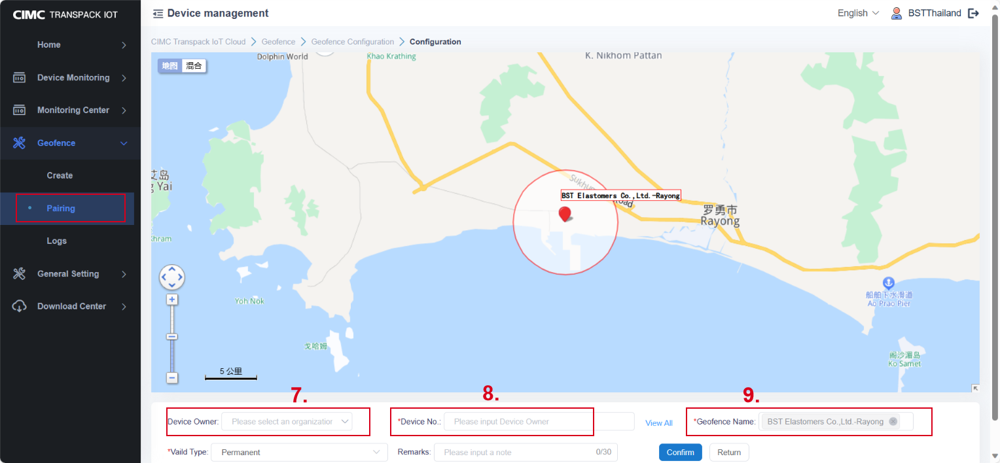 CIMC TRANSPACK IOT
Home
Device Monitoring
Monitoring Center
Geofence
Create
Pairing
Logs
General Setting
Download Center
Device management
English
BSTThailand
CIMC Transpack IoT Cloud > Geofence > Geofence Configuration > Configuration
地图 混合
Dolphin World
Khao Krathing
K. Nikhom Pattan
BST Elastomers Co.,Ltd.-Rayong
罗勇市
Rayong
艾岛
g Yai
Khram
Yoh Nok
戈哈姆
船舶下水滑道
Ao Prao Pier
阁沙湄岛
Ko Samet
5 公里
7.
8.
9.
Device Owner: Please select an organization
*Device No.: Please input Device Owner
View All
*Geofence Name: BST Elastomers Co.,Ltd.-Rayong
*Vaild Type: Permanent
Remarks: Please input a note 0/30
Confirm
Return